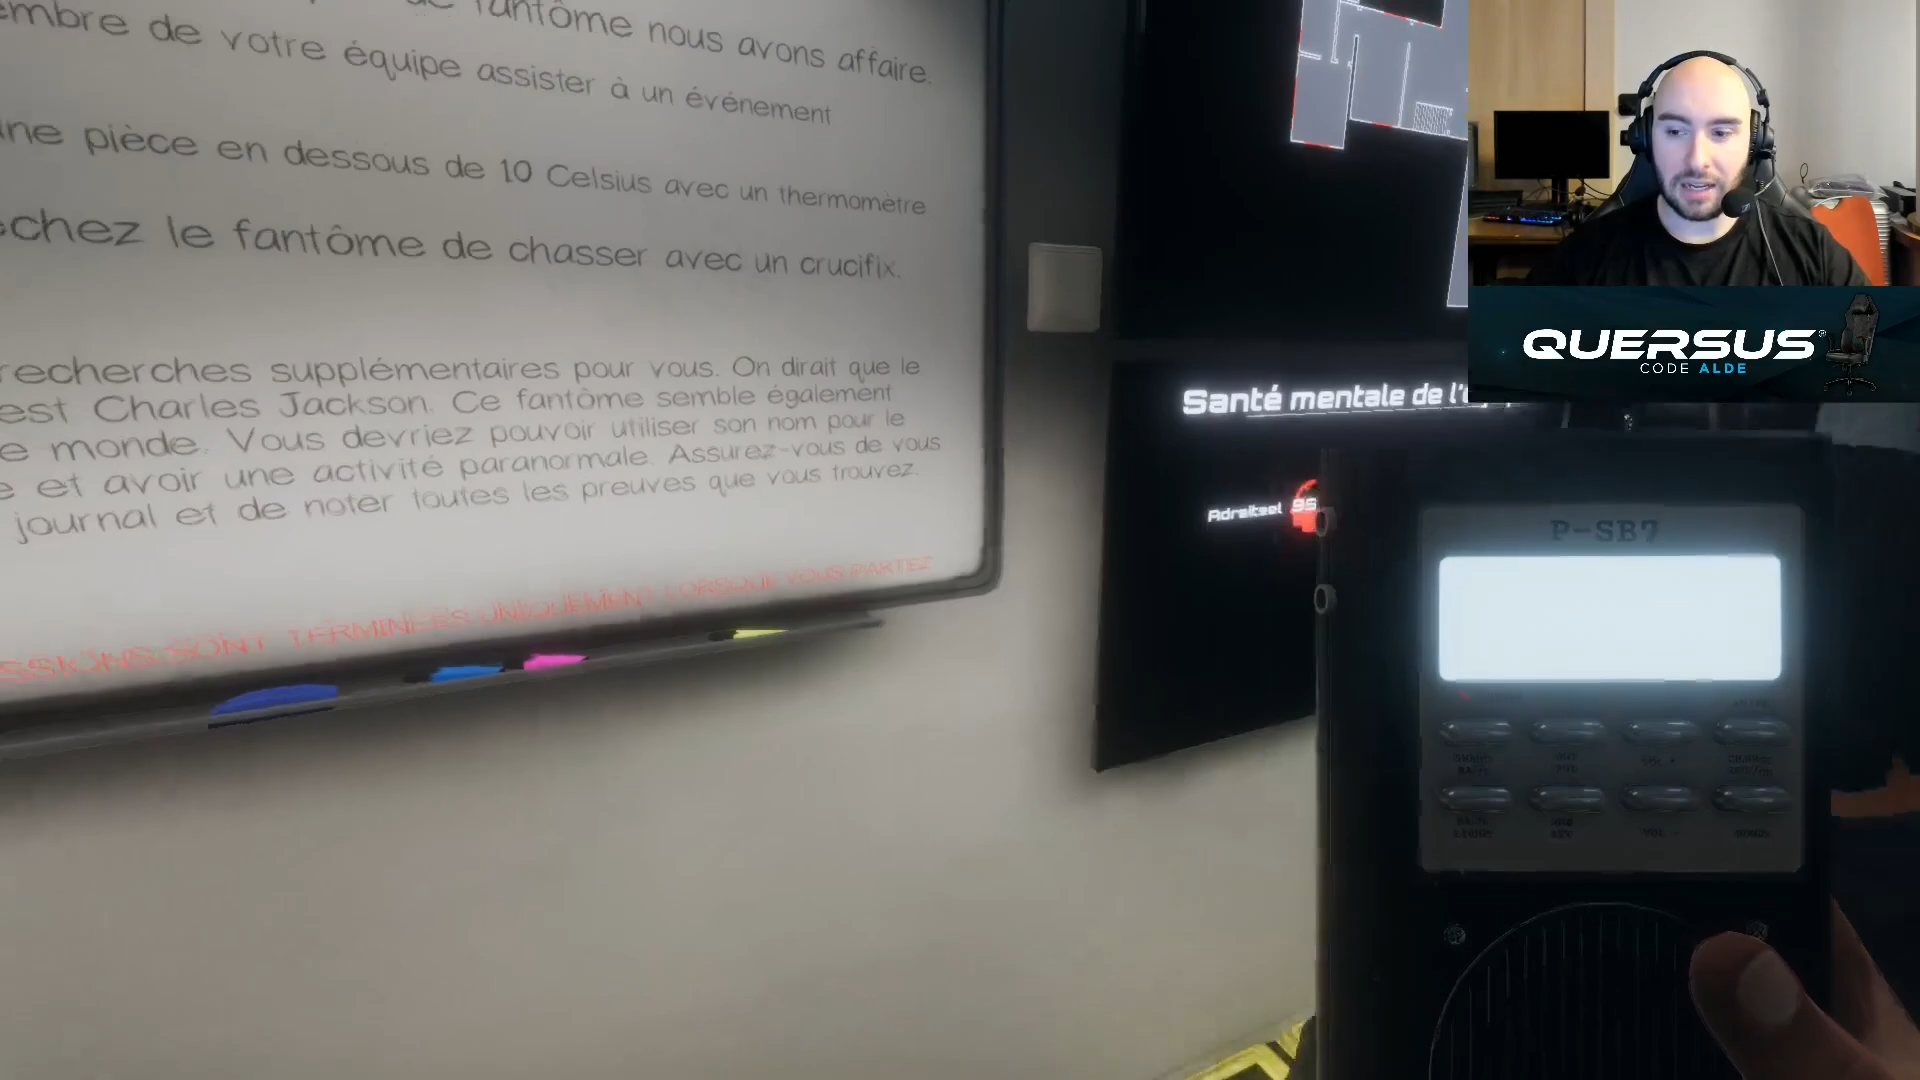 de fantôme nous avons affaire.
de votre équipe assister à un événement
pièce en dessous de 10 Celsius avec un thermomètre
chez le fantôme de chasser avec un crucifix.
recherches supplémentaires pour vous. On dirait que le
est Charles Jackson. Ce fantôme semble également
monde. Vous devriez pouvoir utiliser son nom pour le
et avoir une activité paranormale. Assurez-vous de vous
journal et de noter toutes les preuves que vous trouvez.
SSIONS SONT TERMINÉES UNIQUEMENT LORSQUE VOUS PARTEZ
Santé mentale de
P-SB7
VOL +
VOL -
QUERSUS
CODE ALDE